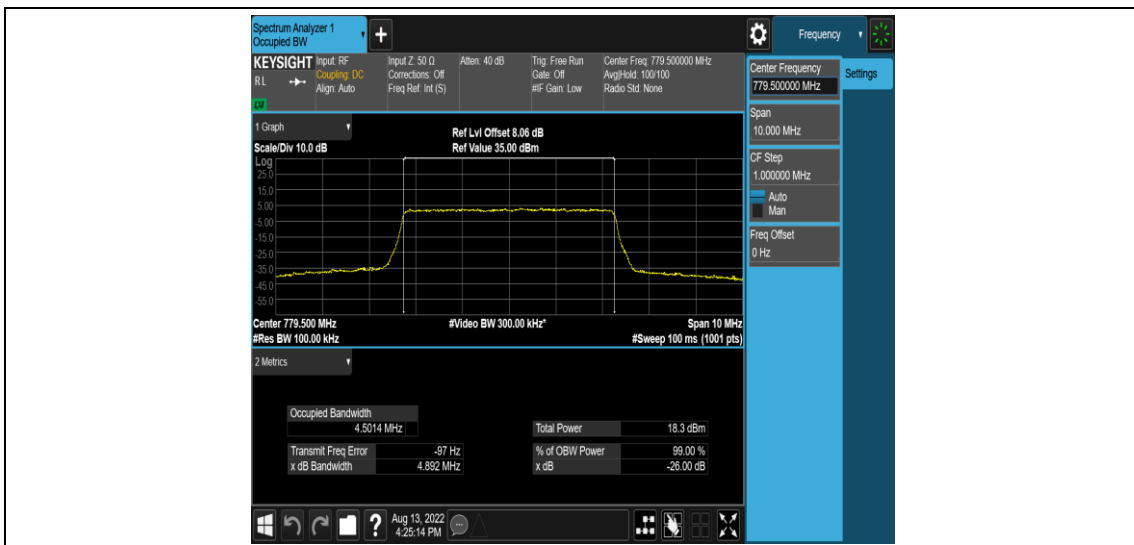 Spectrum Analyzer 1
Occupied BW
+
Frequency
KEYSIGHT
RL
LXI
Input: RF
Coupling: DC
Align: Auto
Input Z: 50 Ω
Corrections: Off
Freq Ref: Int (S)
Atten: 40 dB
Trig: Free Run
Gate: Off
#IF Gain: Low
Center Freq: 779.500000 MHz
Avg|Hold: 100/100
Radio Std: None
Center Frequency
779.500000 MHz
Settings
Span
10.000 MHz
CF Step
1.000000 MHz
Auto
Man
Freq Offset
0 Hz
1 Graph
Scale/Div 10.0 dB
Ref Lvl Offset 8.06 dB
Ref Value 35.00 dBm
Log
25.0
15.0
5.00
-5.00
-15.0
-25.0
-35.0
-45.0
-55.0
Center 779.500 MHz
#Video BW 300.00 kHz*
Span 10 MHz
#Res BW 100.00 kHz
#Sweep 100 ms (1001 pts)
2 Metrics
Occupied Bandwidth
4.5014 MHz
Total Power 18.3 dBm
Transmit Freq Error -97 Hz
% of OBW Power 99.00 %
x dB Bandwidth 4.892 MHz
x dB -26.00 dB
?
Aug 13, 2022
4:25:14 PM